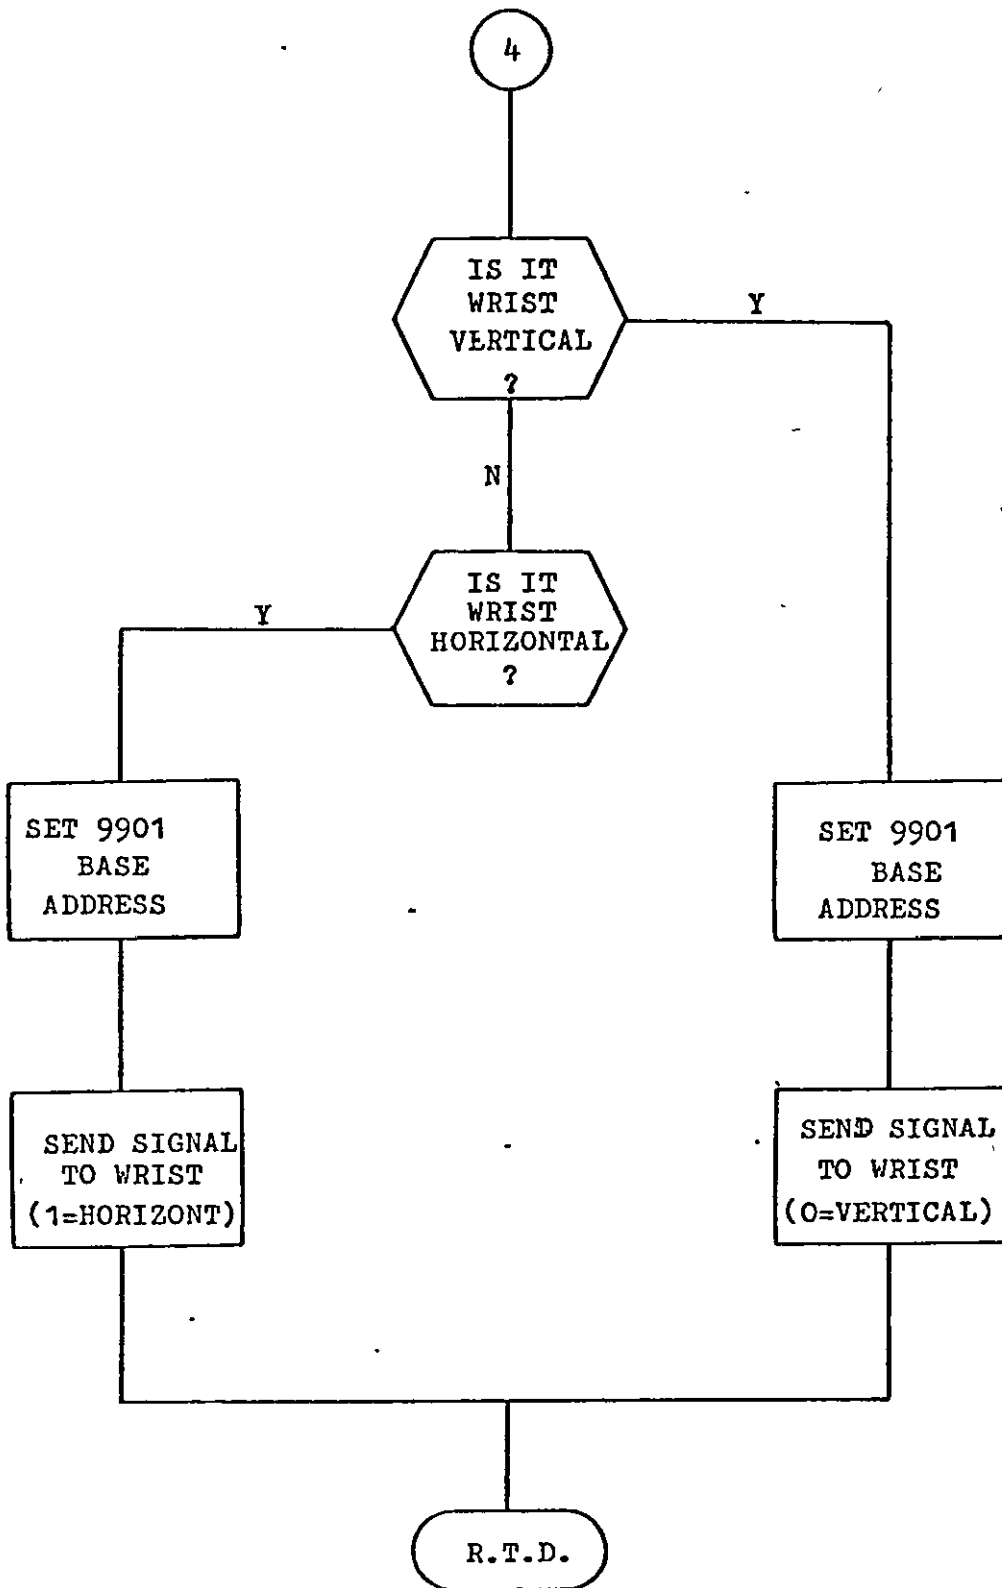 4
IS IT
WRIST
VERTICAL
?
Y
N
IS IT
WRIST
HORIZONTAL
?
Y
SET 9901
BASE
ADDRESS
SET 9901
BASE
ADDRESS
SEND SIGNAL
TO WRIST
(1=HORIZONT)
SEND SIGNAL
TO WRIST
(0=VERTICAL)
R.T.D.